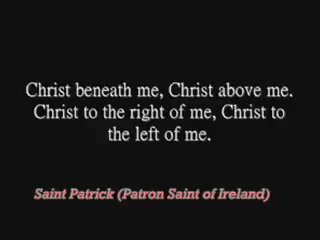 Christ beneath me, Christ above me.
Christ to the right of me, Christ to
the left of me.
Saint Patrick (Patron Saint of Ireland)